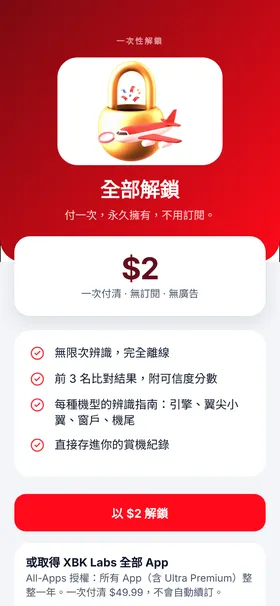 一次性解鎖
全部解鎖
付一次，永久擁有，不用訂閱。
$2
一次付清 · 無訂閱 · 無廣告
無限次辨識，完全離線
前 3 名比對結果，附可信度分數
每種機型的辨識指南：引擎、翼尖小
翼、窗戶、機尾
直接存進你的賞機紀錄
以 $2 解鎖
或取得 XBK Labs 全部 App
All-Apps 授權：所有 App（含 Ultra Premium）整
整一年。一次付清 $49.99，不會自動續訂。